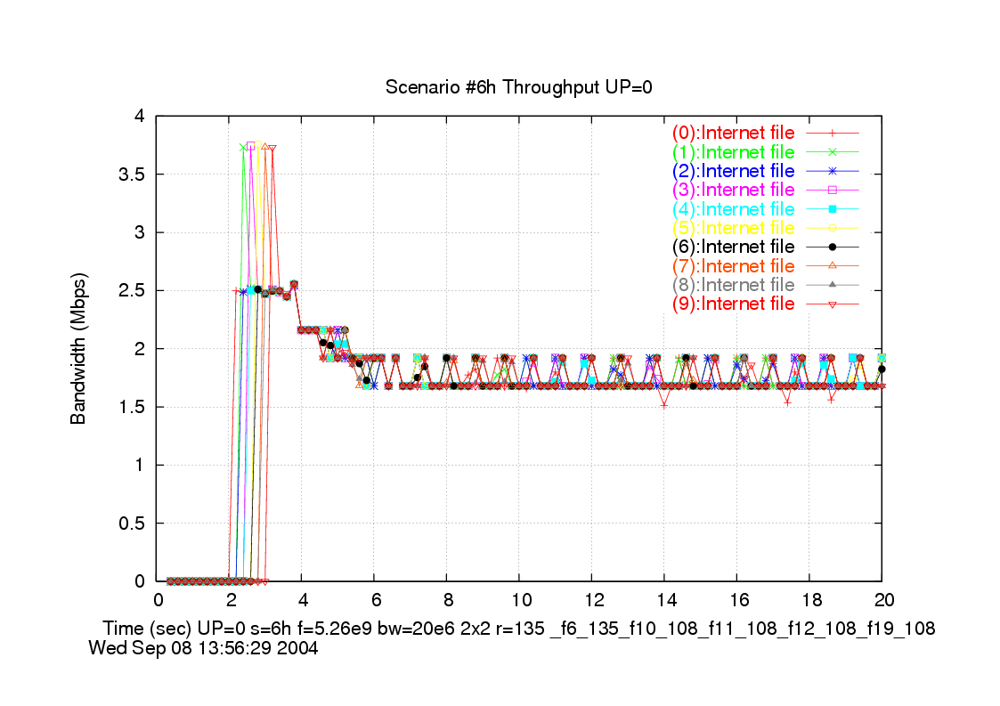 Scenario #6h Throughput UP=0
4
3.5
3
2.5
2
1.5
1
0.5
0
Bandwidth (Mbps)
(0):Internet file
(1):Internet file
(2):Internet file
(3):Internet file
(4):Internet file
(5):Internet file
(6):Internet file
(7):Internet file
(8):Internet file
(9):Internet file
0 2 4 6 8 10 12 14 16 18 20
Time (sec) UP=0 s=6h f=5.26e9 bw=20e6 2x2 r=135 _f6_135_f10_108_f11_108_f12_108_f19_108
Wed Sep 08 13:56:29 2004